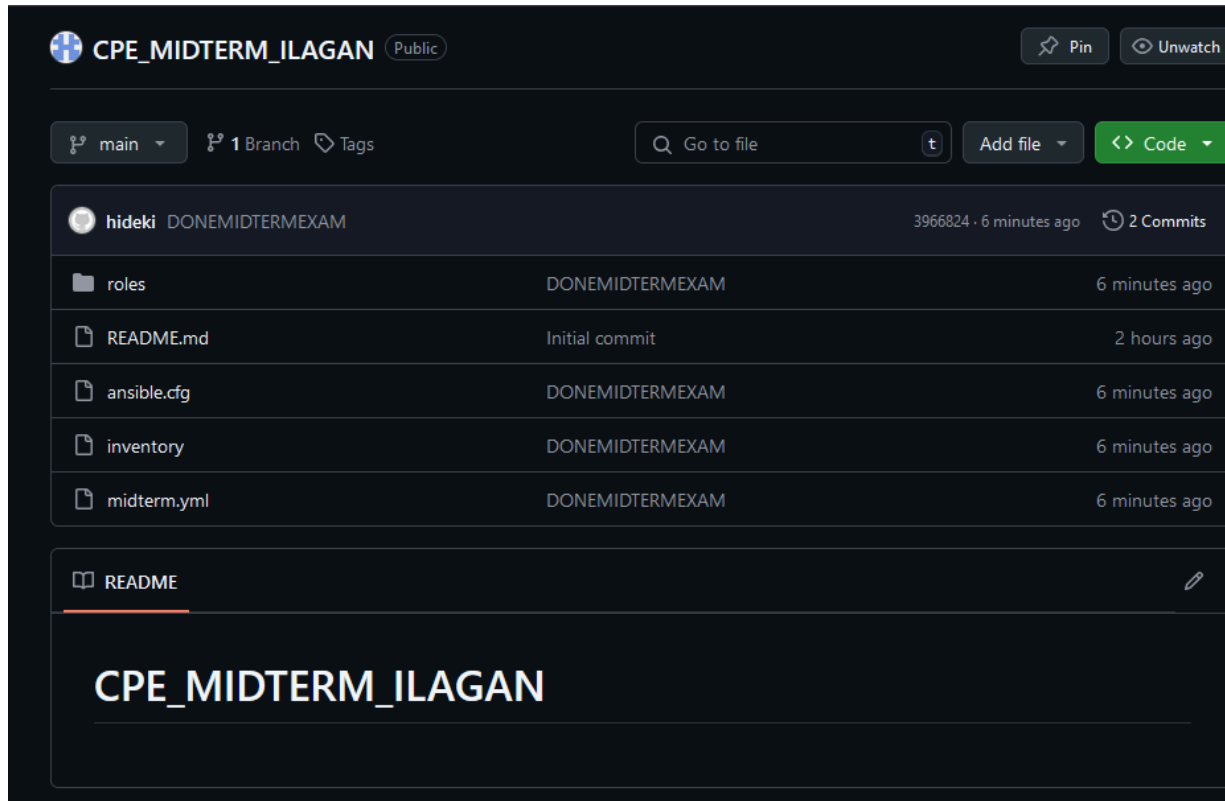 CPE_MIDTERM_ILAGAN Public Pin Unwatch
main 1 Branch Tags Go to file t Add file Code
hideki DONEMIDTERMEXAM 3966824 · 6 minutes ago 2 Commits
roles DONEMIDTERMEXAM 6 minutes ago
README.md Initial commit 2 hours ago
ansible.cfg DONEMIDTERMEXAM 6 minutes ago
inventory DONEMIDTERMEXAM 6 minutes ago
midterm.yml DONEMIDTERMEXAM 6 minutes ago
README
CPE_MIDTERM_ILAGAN